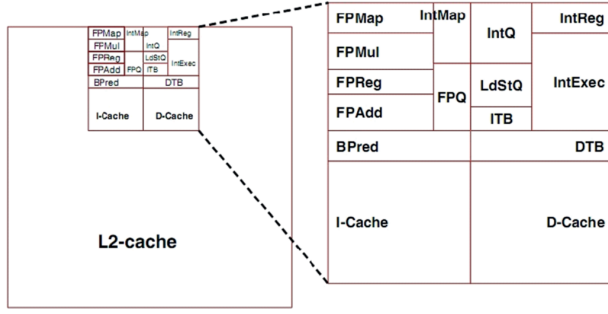 FPMap IntMap IntReg
FPMul IntQ
FPReg LdStQ IntExec
FPAdd FPQ ITB
BPred DTB
I-Cache D-Cache
L2-cache
FPMap IntMap IntQ IntReg
FPMul
FPReg FPQ LdStQ IntExec
FPAdd ITB
BPred DTB
I-Cache D-Cache